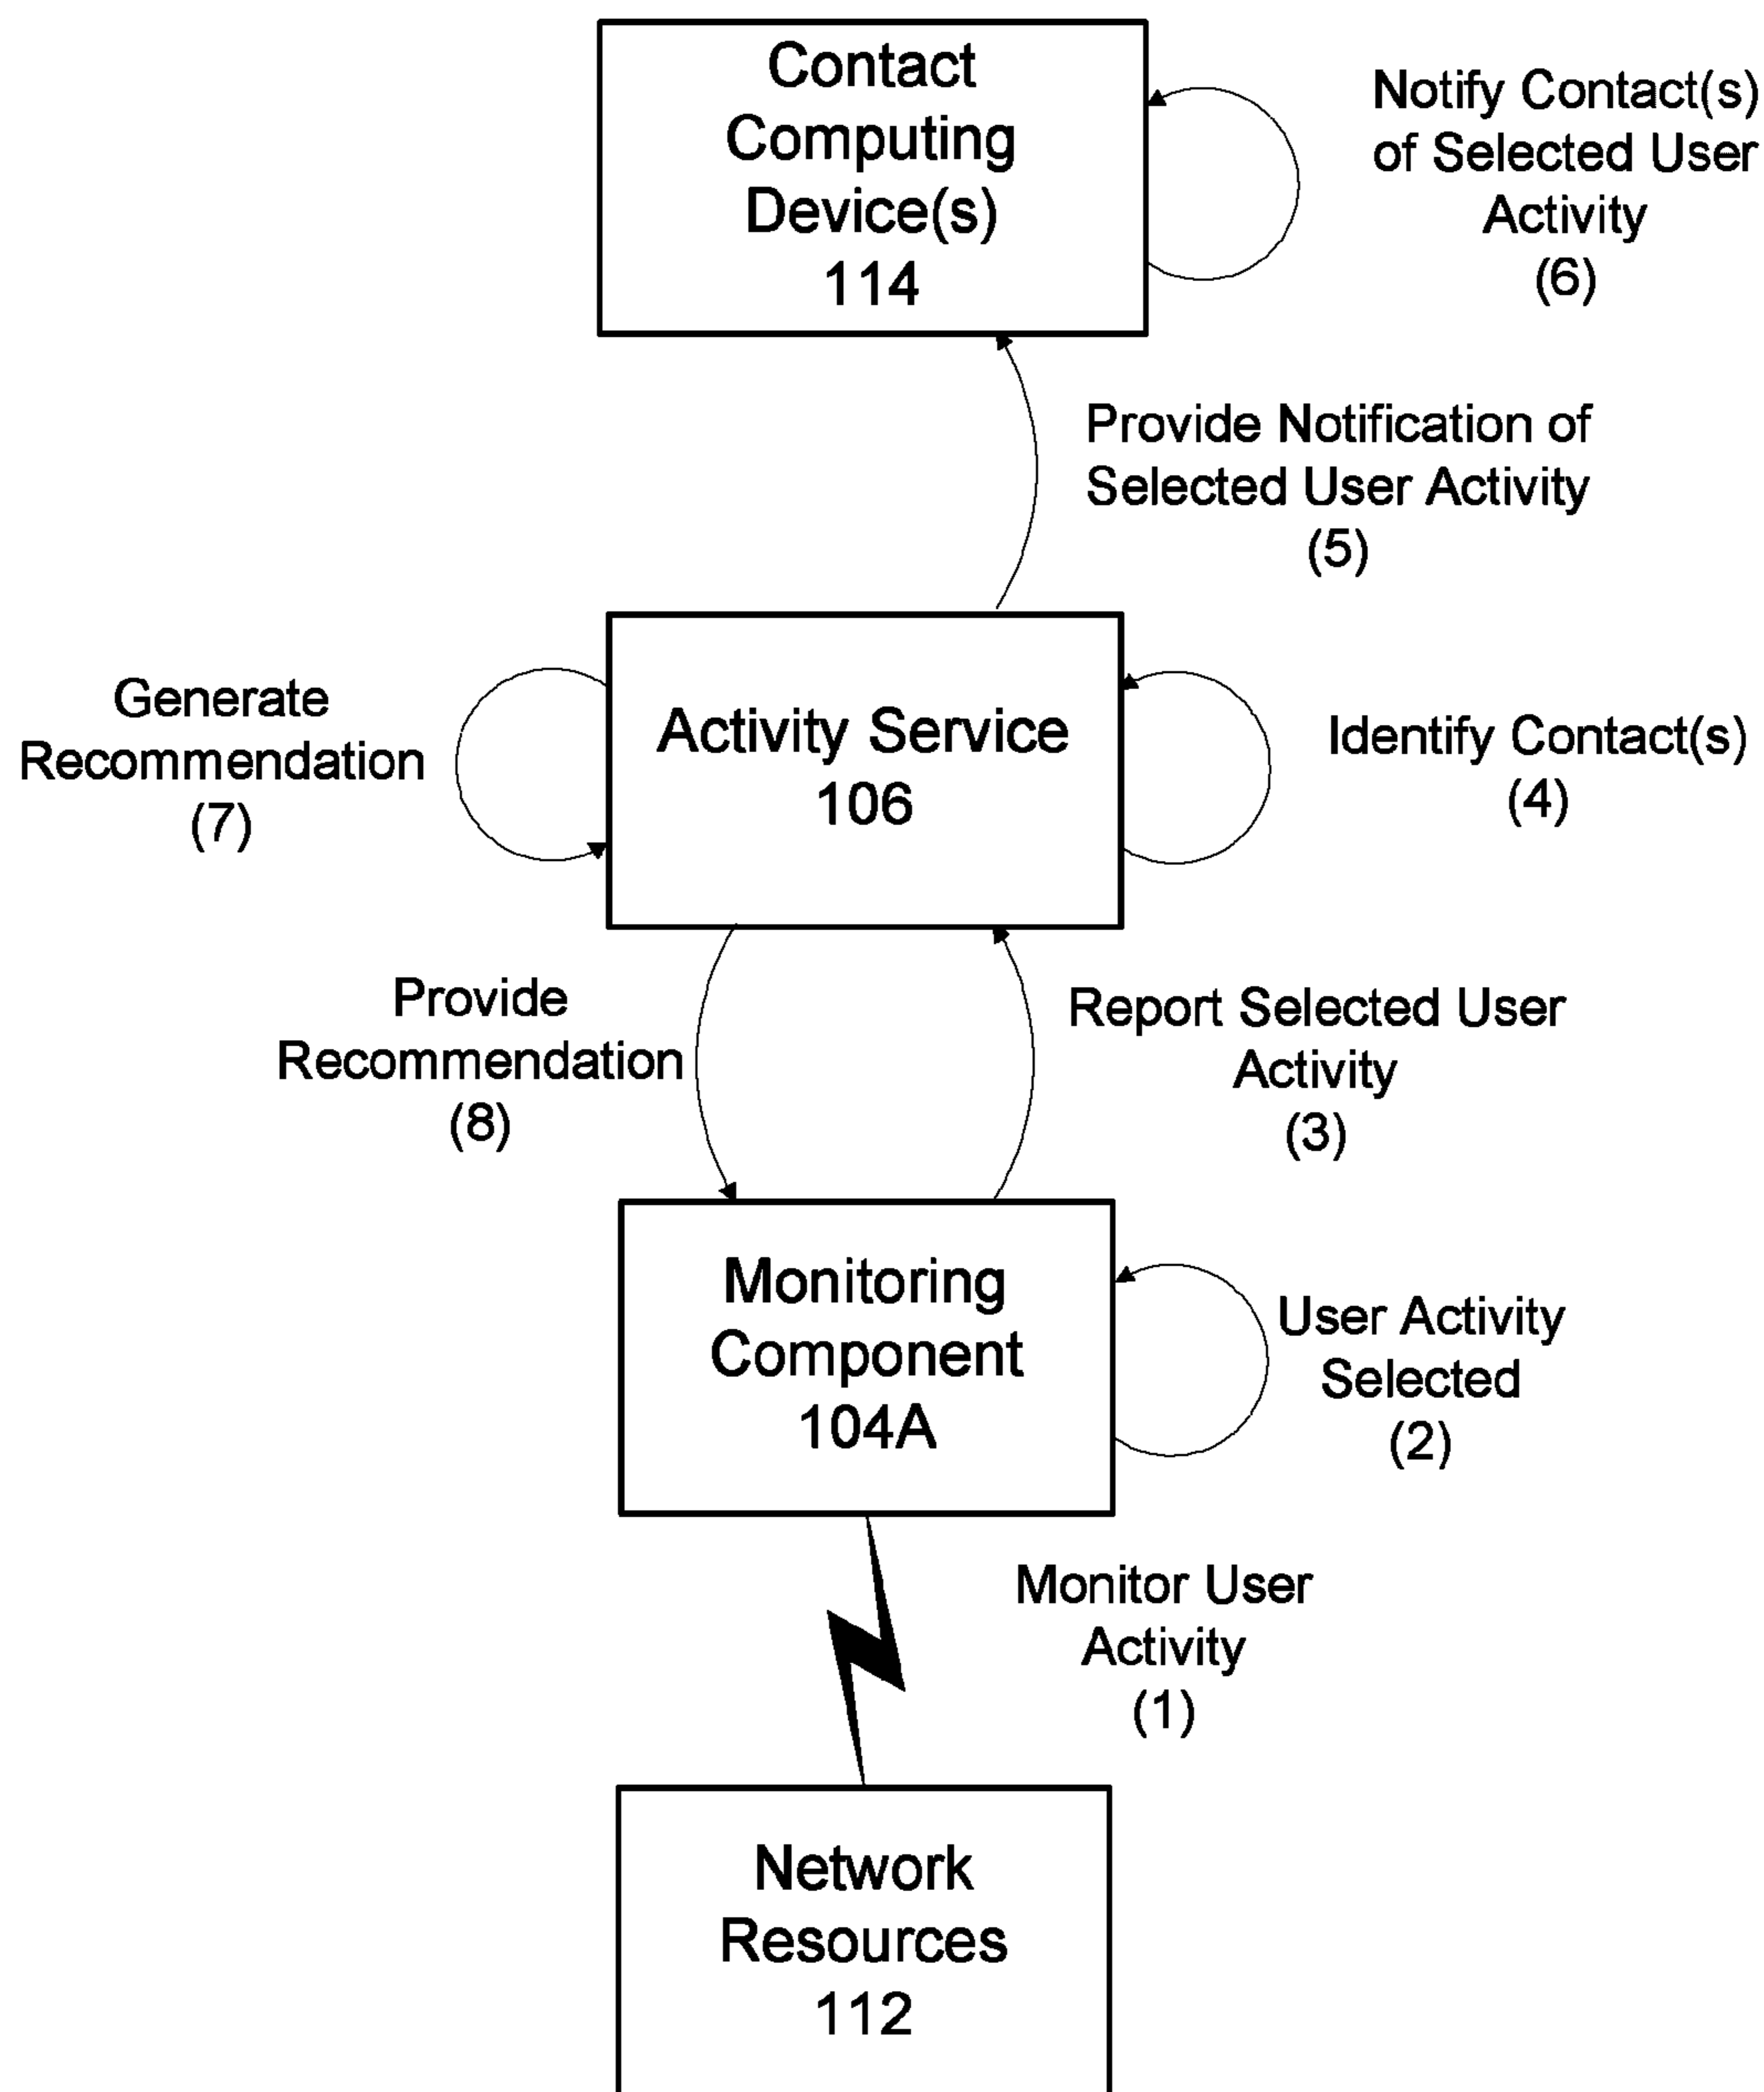 Contact
Computing
Device(s)
114
Notify Contact(s)
of Selected User
Activity
(6)
Provide Notification of
Selected User Activity
(5)
Generate
Recommendation
(7)
Activity Service
106
Identify Contact(s)
(4)
Provide
Recommendation
(8)
Report Selected User
Activity
(3)
Monitoring
Component
104A
User Activity
Selected
(2)
Monitor User
Activity
(1)
Network
Resources
112